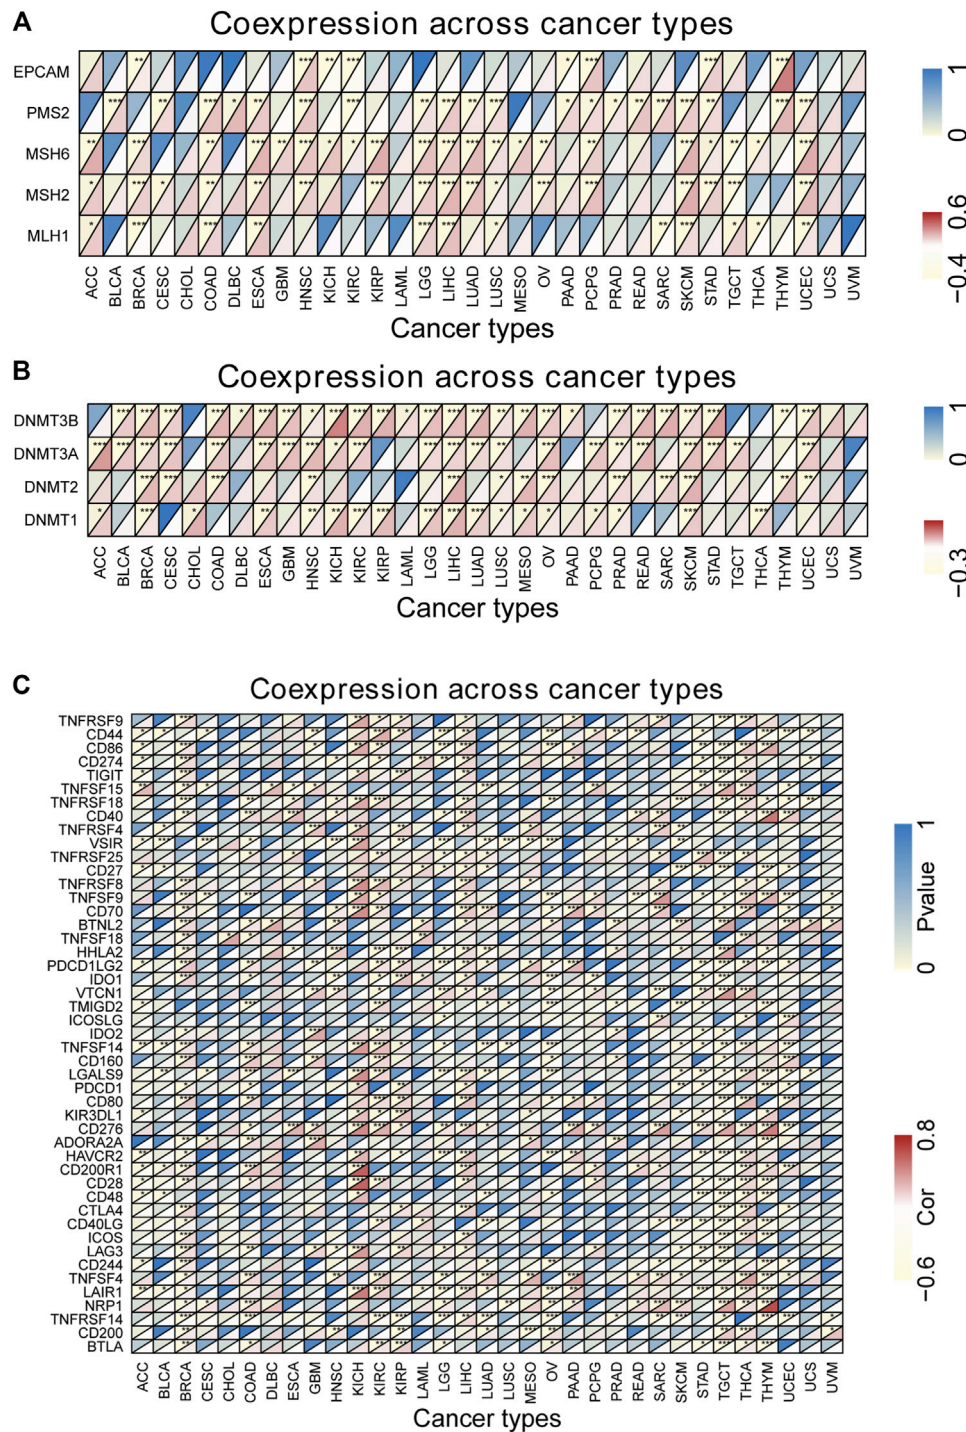 A
Coexpression across cancer types
EPCAM
PMS2
MSH6
MSH2
MLH1
ACC BLCA BRCA CESC CHOL COAD DLBC ESCA GBM HNSC KICH KIRC KIRP LAML LGG LIHC LUAD LUSC MESO OV PAAD PCPG PRAD READ SARC SKCM STAD TGCT THCA THYM UCEC UCS UVM
Cancer types
1
0
0.6
−0.4
B
Coexpression across cancer types
DNMT3B
DNMT3A
DNMT2
DNMT1
ACC BLCA BRCA CESC CHOL COAD DLBC ESCA GBM HNSC KICH KIRC KIRP LAML LGG LIHC LUAD LUSC MESO OV PAAD PCPG PRAD READ SARC SKCM STAD TGCT THCA THYM UCEC UCS UVM
Cancer types
1
0
−0.3
C
Coexpression across cancer types
TNFRSF9
CD44
CD86
CD274
TIGIT
TNFSF15
TNFRSF18
CD40
TNFRSF4
VSIR
TNFRSF25
CD27
TNFRSF8
TNFSF9
CD70
BTNL2
TNFSF18
HHLA2
PDCD1LG2
IDO1
VTCN1
TMIGD2
ICOSLG
IDO2
TNFSF14
CD160
LGALS9
PDCD1
CD80
KIR3DL1
CD276
ADORA2A
HAVCR2
CD200R1
CD28
CD48
CTLA4
CD40LG
ICOS
LAG3
CD244
TNFSF4
LAIR1
NRP1
TNFRSF14
CD200
BTLA
ACC BLCA BRCA CESC CHOL COAD DLBC ESCA GBM HNSC KICH KIRC KIRP LAML LGG LIHC LUAD LUSC MESO OV PAAD PCPG PRAD READ SARC SKCM STAD TGCT THCA THYM UCEC UCS UVM
Cancer types
1
Pvalue
0
0.8
Cor
−0.6